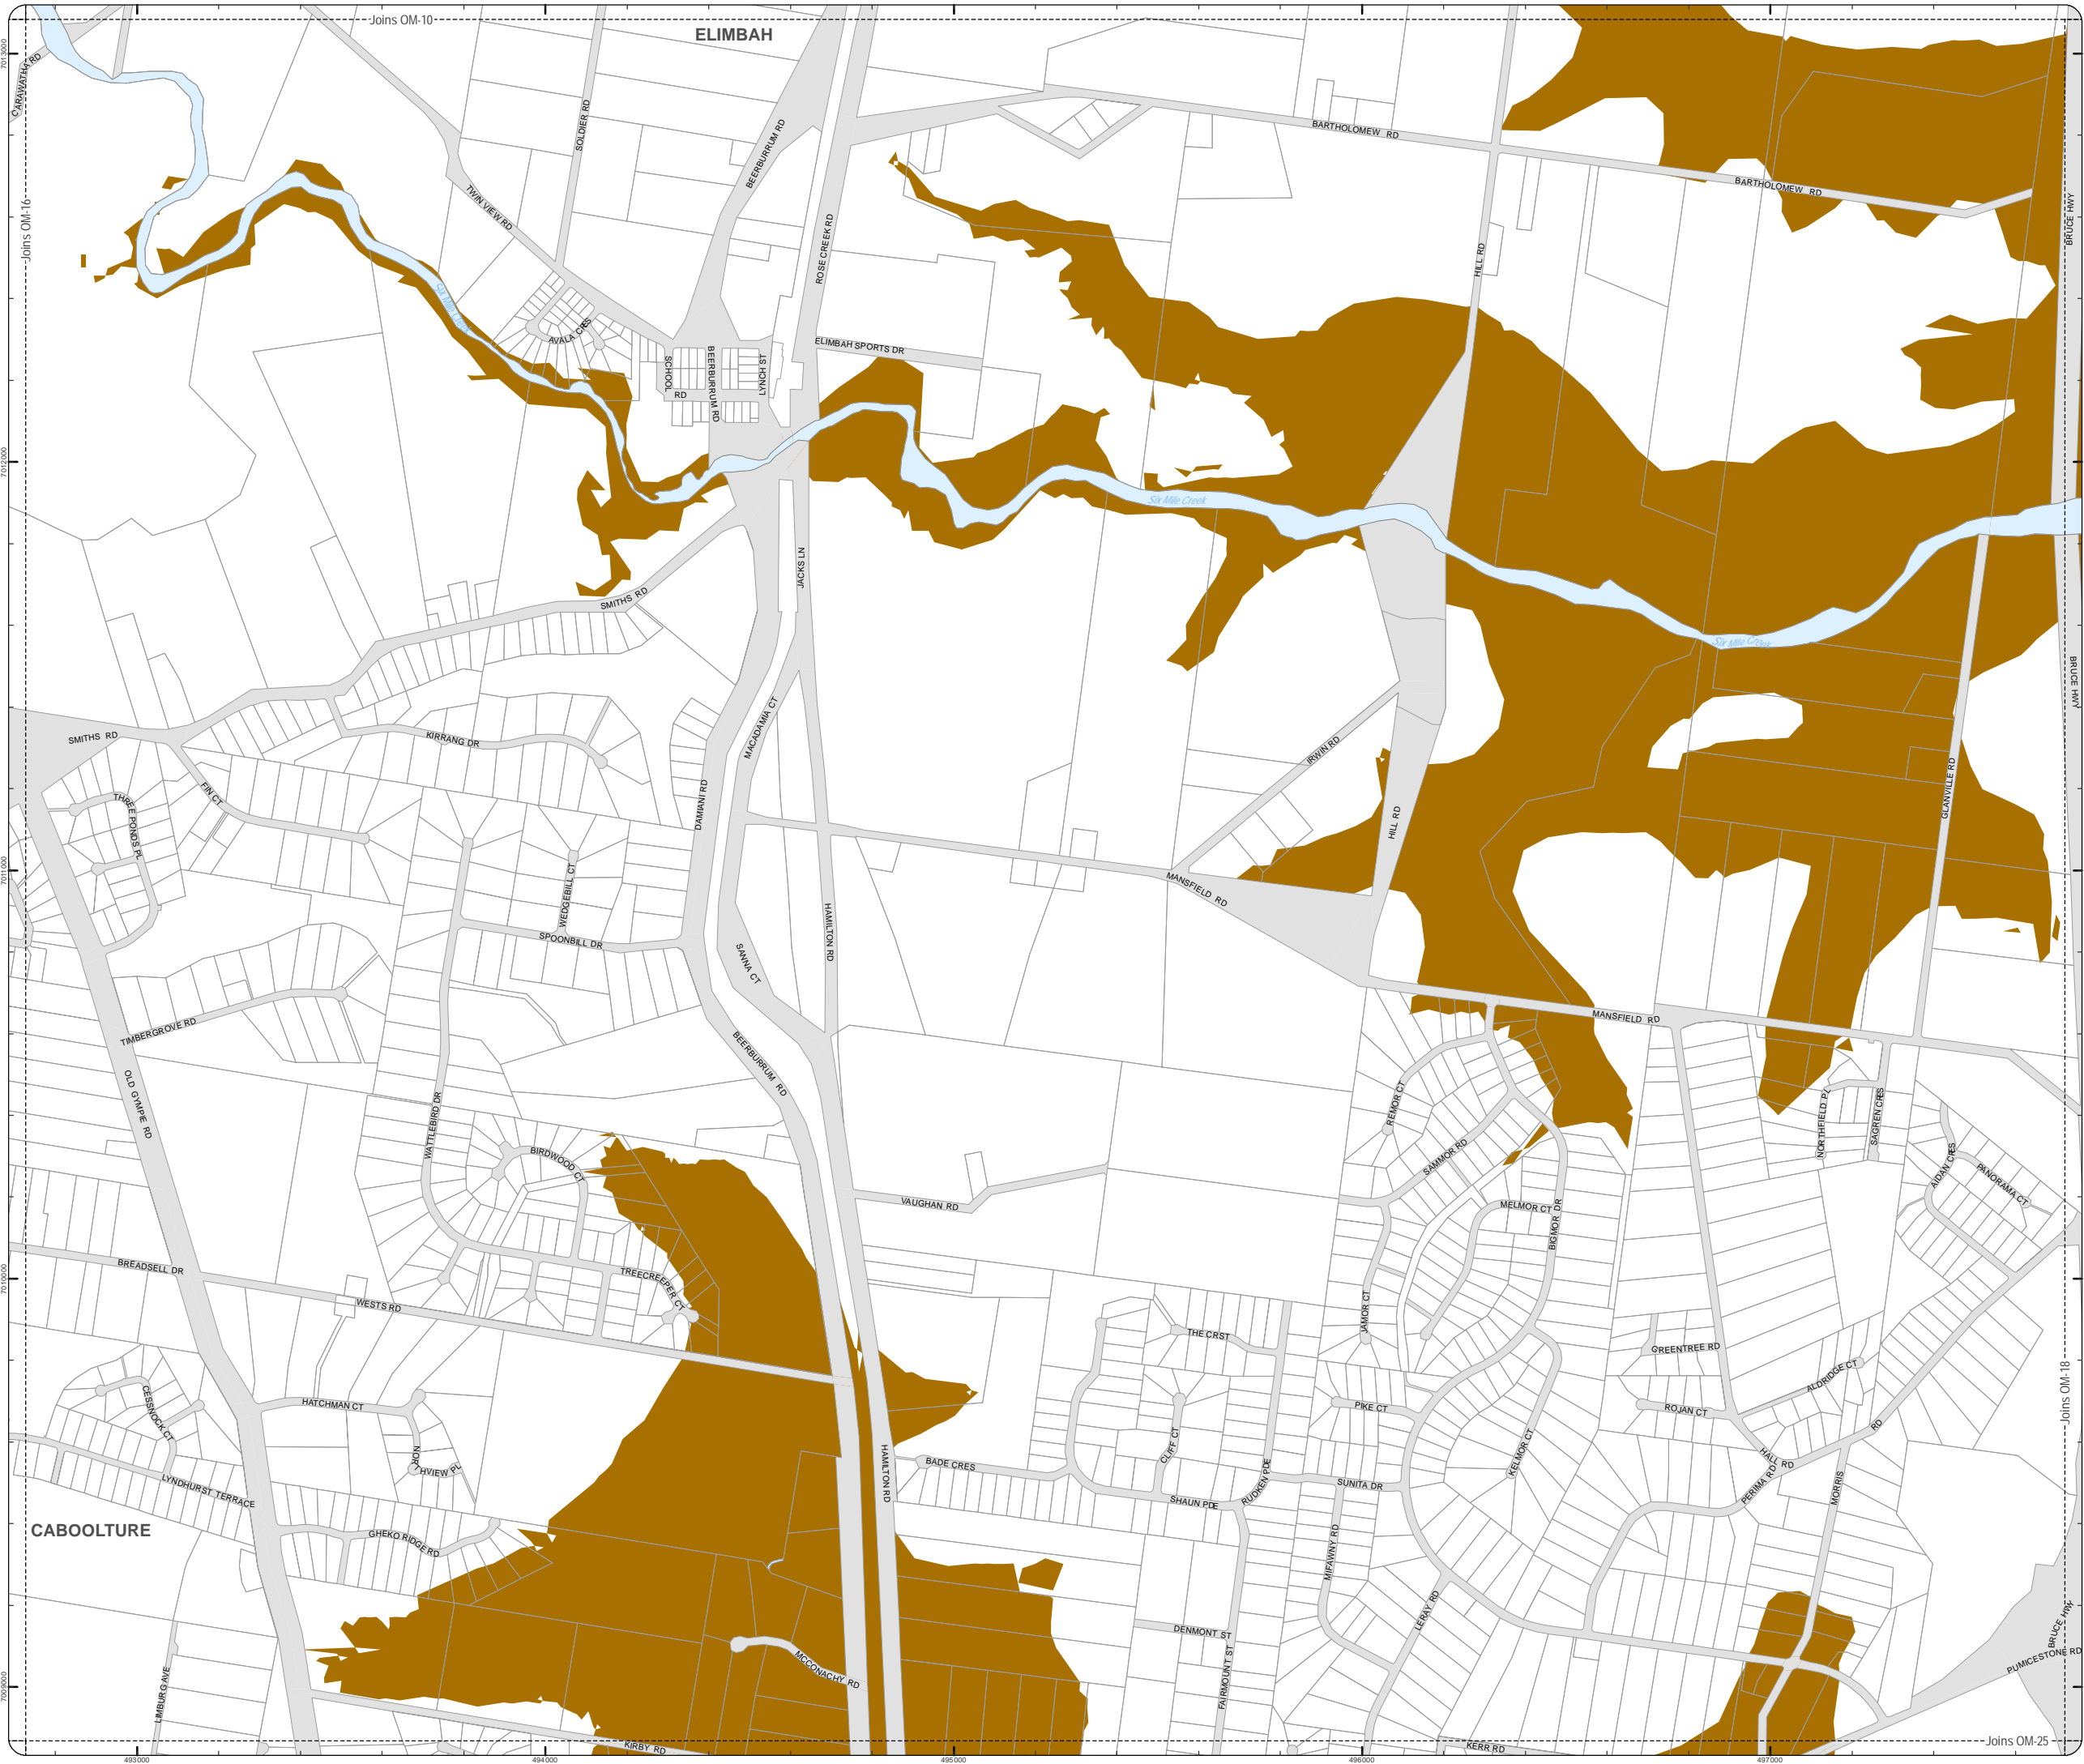 Joins OM-10
ELIMBAH
7013000
CARAWATHA RD
SOLDIER RD
BEERBURRUM RD
BARTHOLOMEW RD
BARTHOLOMEW RD
Joins OM-16
TWIN VIEW RD
ROSE CREEK RD
HILL RD
BRUCE HWY
Six Mile Creek
AVALA CRES
SCHOOL
RD
BEERBURRUM RD
LYNCH ST
ELIMBAH SPORTS DR
7012000
Six Mile Creek
JACKS LN
SMITHS RD
Six Mile Creek
BRUCE HWY
SMITHS RD
KIRRANG DR
MACADAMIA CT
IRWIN RD
GLANVILLE RD
THREE PONDS PL
FIN CT
DAMIANI RD
HILL RD
7011000
WEDGEBILL CT
MANSFIELD RD
SPOONBILL DR
HAMILTON RD
SANNA CT
TIMBERGROVE RD
MANSFIELD RD
OLD GYMPIE RD
BEERBURRUM RD
WATTLEBIRD DR
REMOR CT
NORTHFIELD PL
SAGREN CRES
BIRDWOOD CT
SAMMOR RD
AIDAN CRES
PANORAMA CT
VAUGHAN RD
MELMOR CT
BIGMOR DR
7010000
BREADSELL DR
TREECREEPER CT
WESTS RD
JAMOR CT
THE CRST
GREENTREE RD
ALDRIDGE CT
Joins OM-18
CESSNOCK CT
HATCHMAN CT
PIKE CT
ROJAN CT
RD
NORTHVIEW PL
CLIFF CT
KELMOR CT
HALL RD
BADE CRES
HAMILTON RD
RUDKEN PDE
SUNITA DR
PERIMA RD
MORRIS
LYNDHURST TERRACE
SHAUN PDE
CABOOLTURE
GHEKO RIDGE RD
MIFAWNY RD
LERAY RD
DENMONT ST
BRUCE HWY
PUMICESTONE RD
MCCONACHY RD
FAIRMOUNT ST
LIMBURG AVE
7009000
KIRBY RD
KERR RD
Joins OM-25
493000
494000
495000
496000
497000